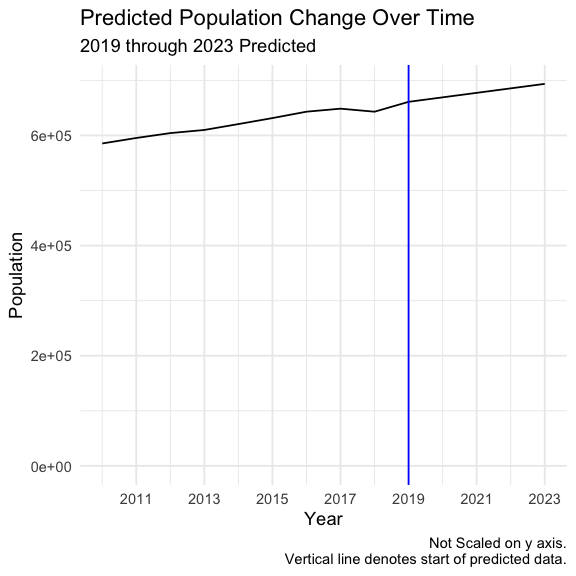 Predicted Population Change Over Time
2019 through 2023 Predicted
Population
6e+05
4e+05
2e+05
0e+00
2011 2013 2015 2017 2019 2021 2023
Year
Not Scaled on y axis.
Vertical line denotes start of predicted data.